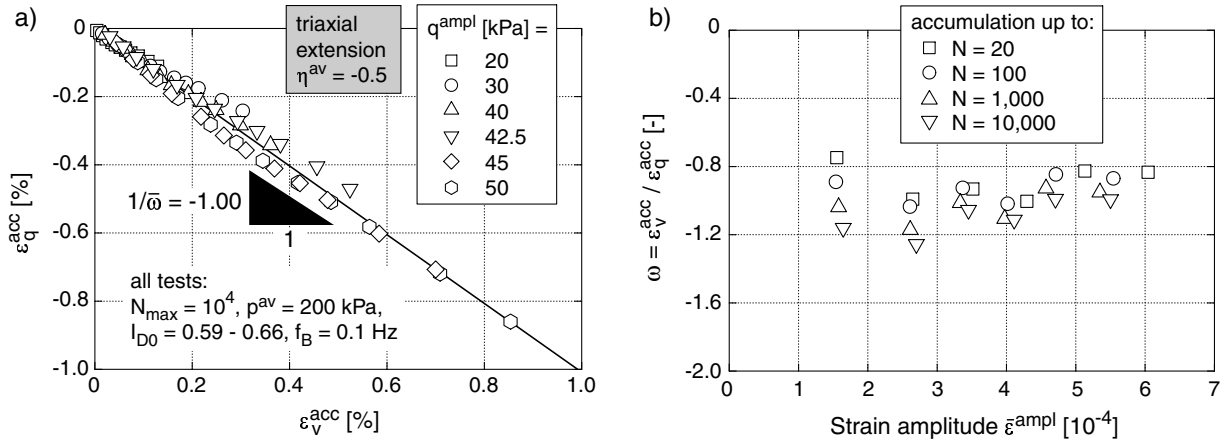 a)
0
-0.2
-0.4
-0.6
-0.8
-1.0
ε_q^acc [%]
triaxial
extension
η^av = -0.5
q^ampl [kPa] =
20
30
40
42.5
45
50
1/ω̄ = -1.00
1
all tests:
N_max = 10^4, p^av = 200 kPa,
I_D0 = 0.59 - 0.66, f_B = 0.1 Hz
0 0.2 0.4 0.6 0.8 1.0
ε_v^acc [%]
b)
0
-0.4
-0.8
-1.2
-1.6
-2.0
ω = ε_v^acc / ε_q^acc [-]
accumulation up to:
N = 20
N = 100
N = 1,000
N = 10,000
0 1 2 3 4 5 6 7
Strain amplitude ε̄^ampl [10^-4]